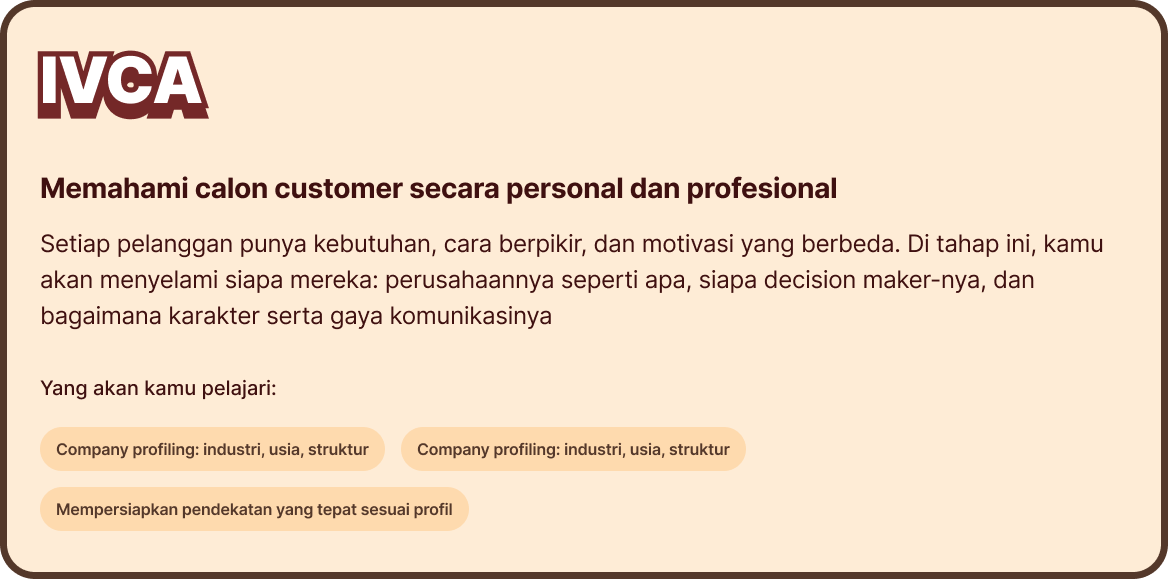 IVCA
Memahami calon customer secara personal dan profesional
Setiap pelanggan punya kebutuhan, cara berpikir, dan motivasi yang berbeda. Di tahap ini, kamu
akan menyelami siapa mereka: perusahaannya seperti apa, siapa decision maker-nya, dan
bagaimana karakter serta gaya komunikasinya
Yang akan kamu pelajari:
Company profiling: industri, usia, struktur
Company profiling: industri, usia, struktur
Mempersiapkan pendekatan yang tepat sesuai profil